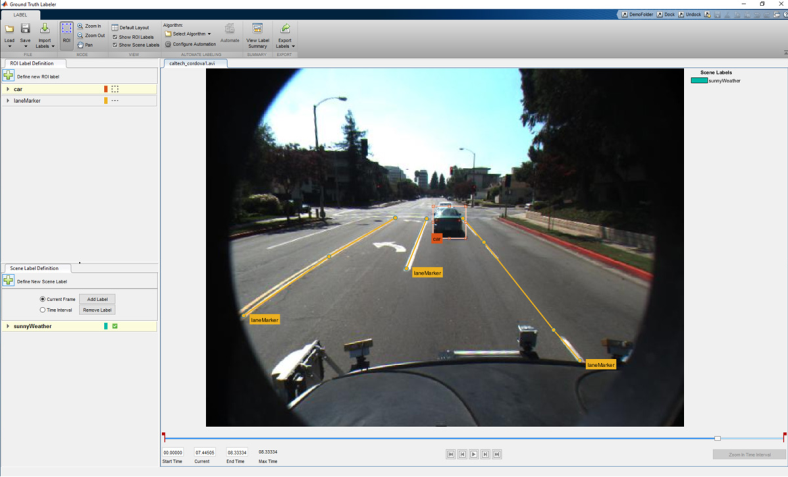 Ground Truth Labeler
LABEL
DemoFolder Dock Undock
Load Save Import Labels
FILE
ROI
Zoom In
Zoom Out
Pan
MODE
Default Layout
Show ROI Labels
Show Scene Labels
VIEW
Algorithm:
Select Algorithm
Configure Automation
Automate
AUTOMATE LABELING
View Label Summary
SUMMARY
Export Labels
EXPORT
ROI Label Definition
Define new ROI label
car
laneMarker
Scene Label Definition
Define New Scene Label
Current Frame
Add Label
Time Interval
Remove Label
sunnyWeather
caltech_cordova1.avi
car
laneMarker
laneMarker
laneMarker
Scene Labels
sunnyWeather
00.00000 07.44505 08.33334 08.33334
Start Time Current End Time Max Time
Zoom In Time Interval